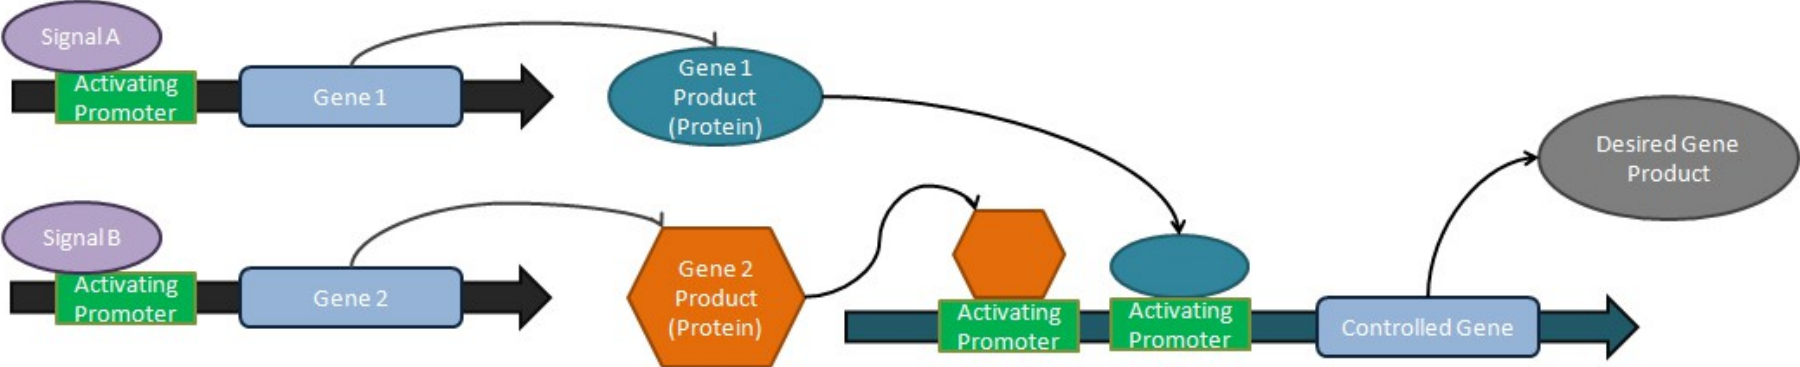 Signal A
Activating
Promoter
Gene 1
Gene 1
Product
(Protein)
Signal B
Activating
Promoter
Gene 2
Gene 2
Product
(Protein)
Activating
Promoter
Activating
Promoter
Controlled Gene
Desired Gene
Product